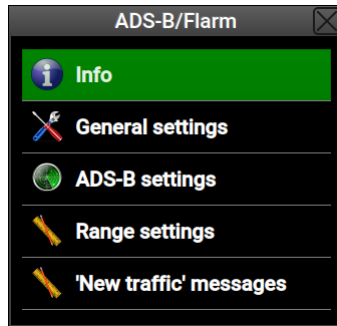 ADS-B/Flarm
Info
General settings
ADS-B settings
Range settings
'New traffic' messages